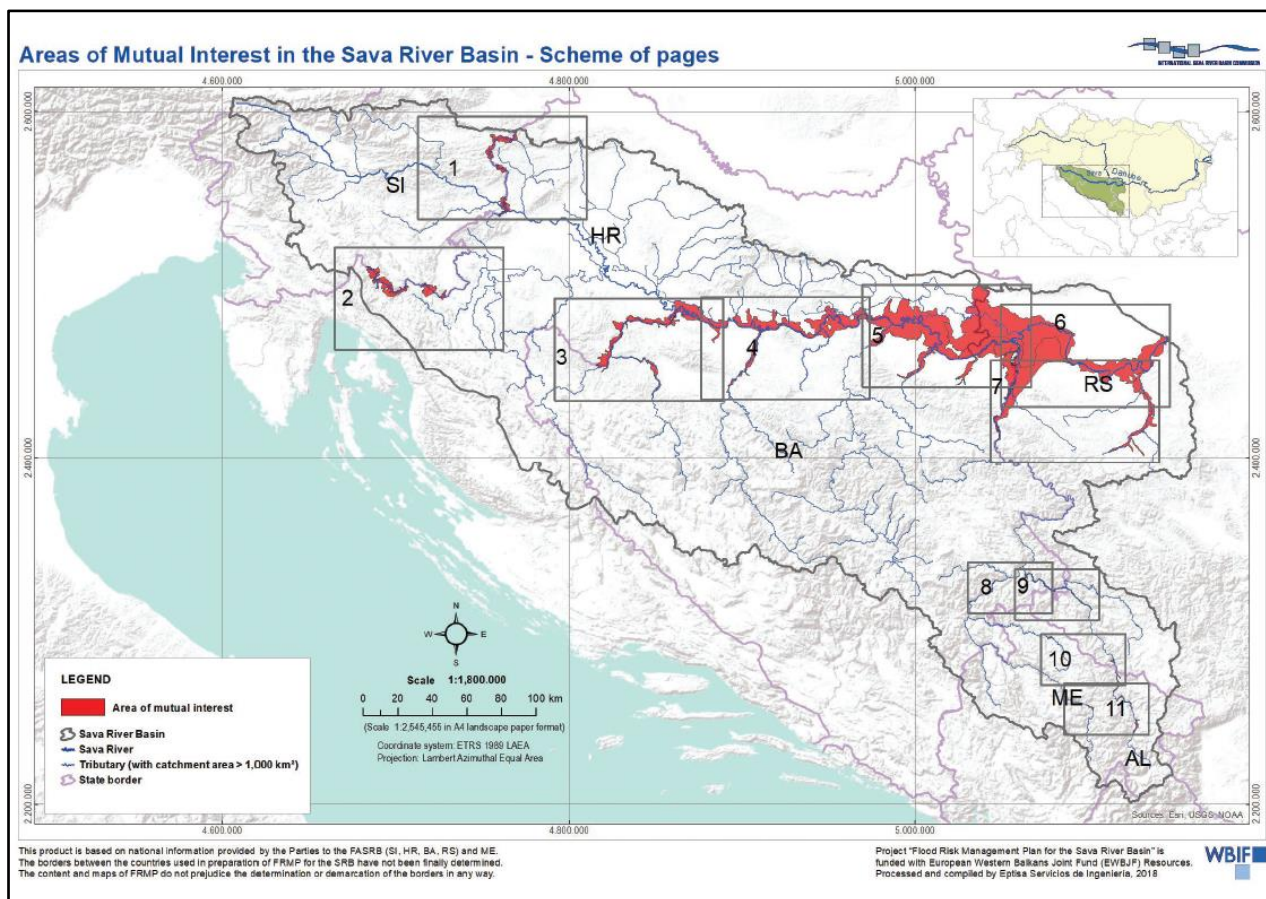 Areas of Mutual Interest in the Sava River Basin - Scheme of pages
INTERNATIONAL SAVA RIVER BASIN COMMISSION
4.600.000
4.800.000
5.000.000
2.600.000
2.600.000
Sava
Danube
1
SI
HR
2
3
4
5
6
7
RS
BA
2.400.000
2.400.000
8
9
10
ME
11
AL
N
W
E
S
Scale 1:1,800.000
0 20 40 60 80 100 km
(Scale 1:2,545,455 in A4 landscape paper format)
Coordinate system: ETRS 1989 LAEA
Projection: Lambert Azimuthal Equal Area
LEGEND
Area of mutual interest
Sava River Basin
Sava River
Tributary (with catchment area > 1,000 km²)
State border
2.200.000
2.200.000
Sources: Esri, USGS, NOAA
4.600.000
4.800.000
5.000.000
This product is based on national information provided by the Parties to the FASRB (SI, HR, BA, RS) and ME.
The borders between the countries used in preparation of FRMP for the SRB have not been finally determined.
The content and maps of FRMP do not prejudice the determination or demarcation of the borders in any way.
Project "Flood Risk Management Plan for the Sava River Basin" is
funded with European Western Balkans Joint Fund (EWBJF) Resources.
Processed and compiled by Eptisa Servicios de Ingenieria, 2018
WBIF